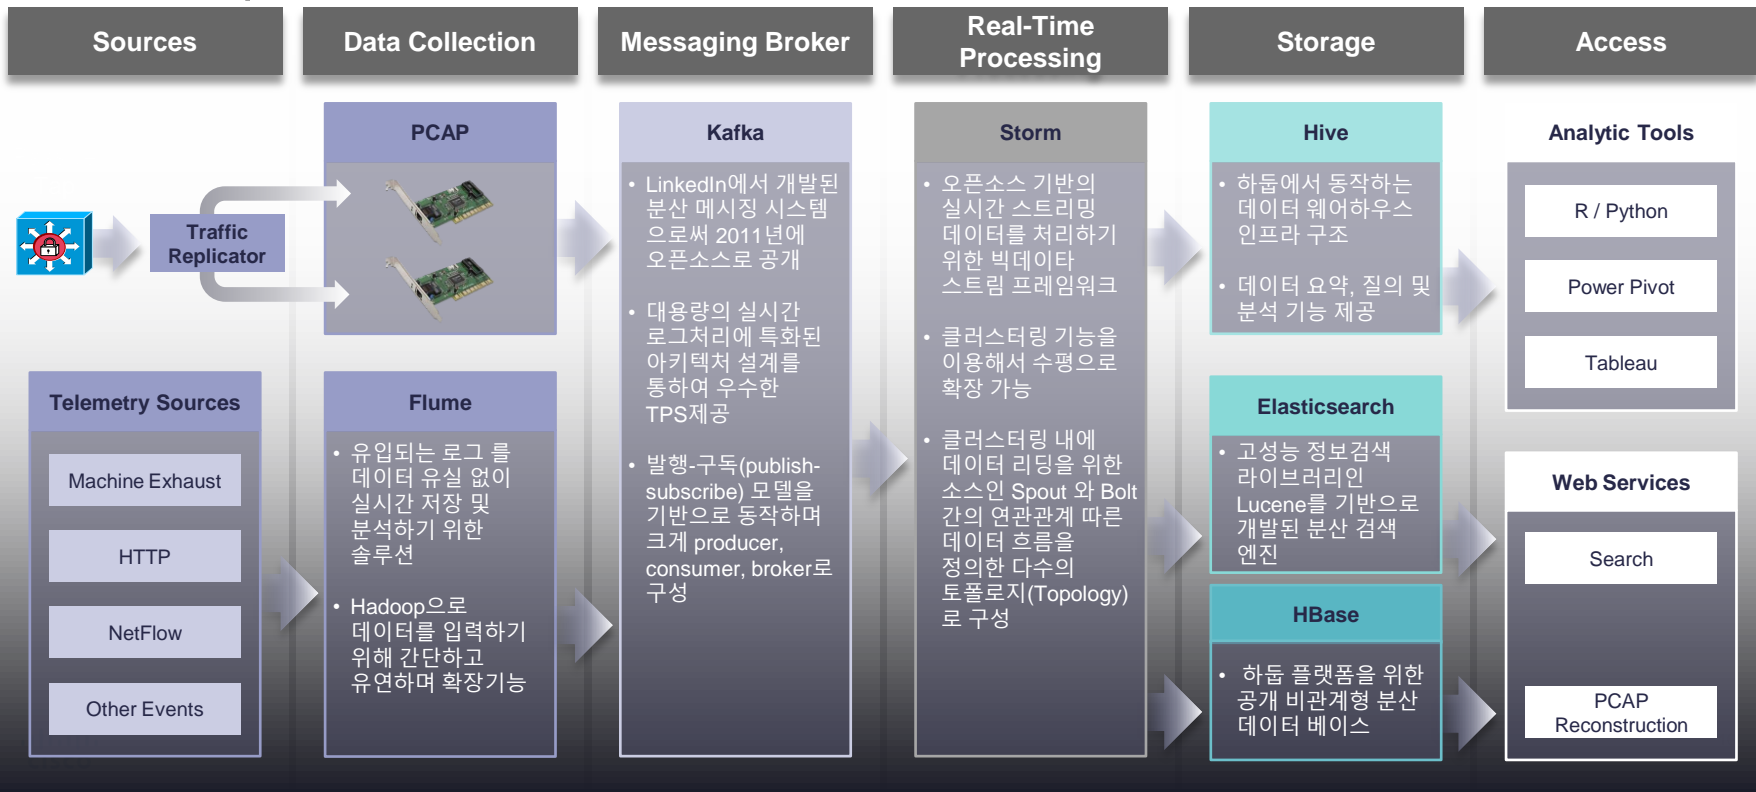 Sources
Data Collection
Messaging Broker
Real-Time
Processing
Storage
Access
Traffic
Replicator
Telemetry Sources
Machine Exhaust
HTTP
NetFlow
Other Events
PCAP
Flume
• 유입되는 로그 를
데이터 유실 없이
실시간 저장 및
분석하기 위한
솔루션
• Hadoop으로
데이터를 입력하기
위해 간단하고
유연하며 확장기능
Kafka
• LinkedIn에서 개발된
분산 메시징 시스템
으로써 2011년에
오픈소스로 공개
• 대용량의 실시간
로그처리에 특화된
아키텍처 설계를
통하여 우수한
TPS제공
• 발행-구독(publish-
subscribe) 모델을
기반으로 동작하며
크게 producer,
consumer, broker로
구성
Storm
• 오픈소스 기반의
실시간 스트리밍
데이터를 처리하기
위한 빅데이타
스트림 프레임워크
• 클러스터링 기능을
이용해서 수평으로
확장 가능
• 클러스터링 내에
데이터 리딩을 위한
소스인 Spout 와 Bolt
간의 연관관계 따른
데이터 흐름을
정의한 다수의
토폴로지(Topology)
로 구성
Hive
• 하둡에서 동작하는
데이터 웨어하우스
인프라 구조
• 데이터 요약, 질의 및
분석 기능 제공
Elasticsearch
• 고성능 정보검색
라이브러리인
Lucene를 기반으로
개발된 분산 검색
엔진
HBase
• 하둡 플랫폼을 위한
공개 비관계형 분산
데이터 베이스
Analytic Tools
R / Python
Power Pivot
Tableau
Web Services
Search
PCAP
Reconstruction